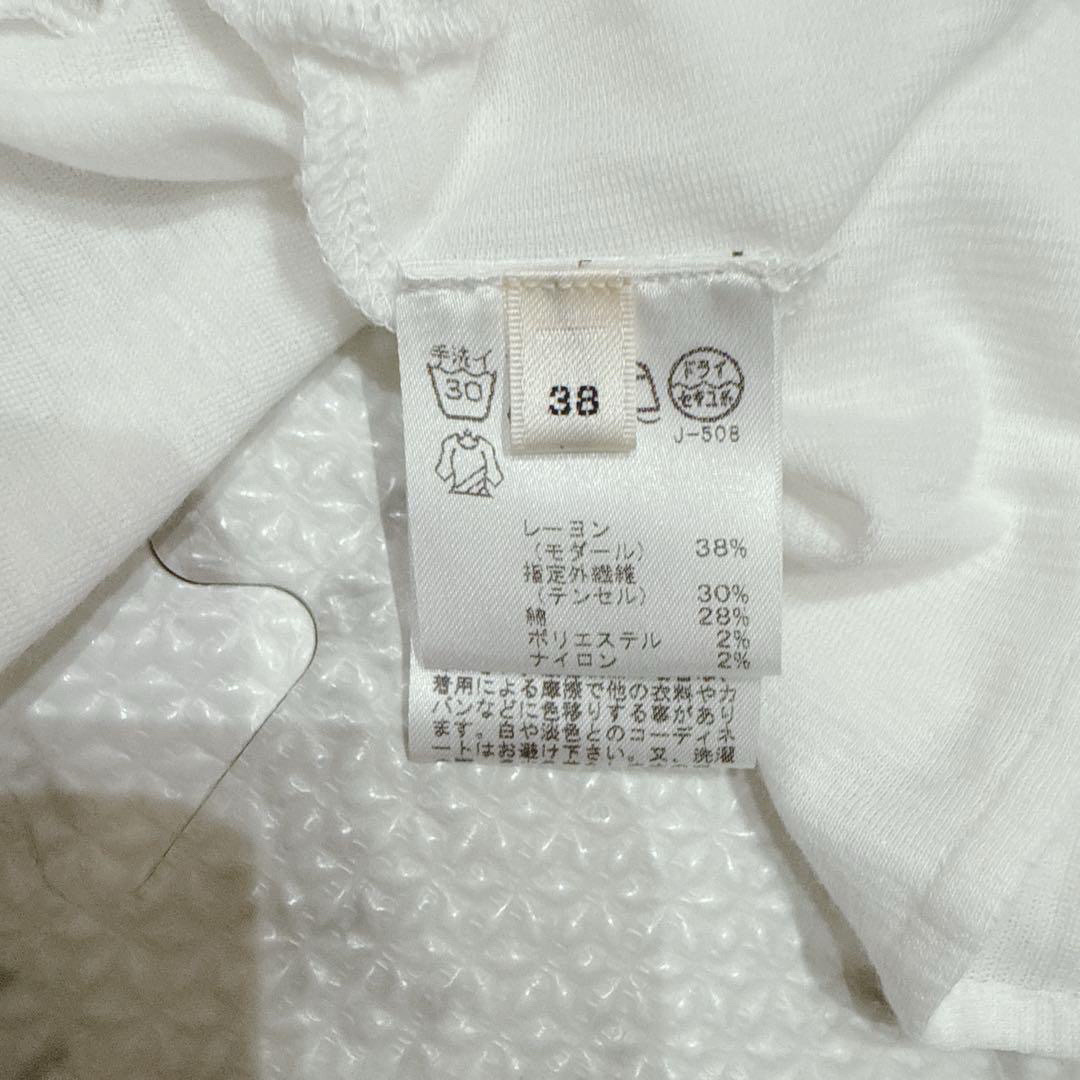 手洗イ
30
38
ドライ
セキユ系
J-508
レーヨン
(モダール) 38%
指定外繊維
(テンセル) 30%
綿 28%
ポリエステル 2%
ナイロン 2%
着用による摩擦で他の衣料やカ
バンなどに色移りする事があり
ます。白や淡色とのコーディネ
ートはお避け下さい。又、洗濯